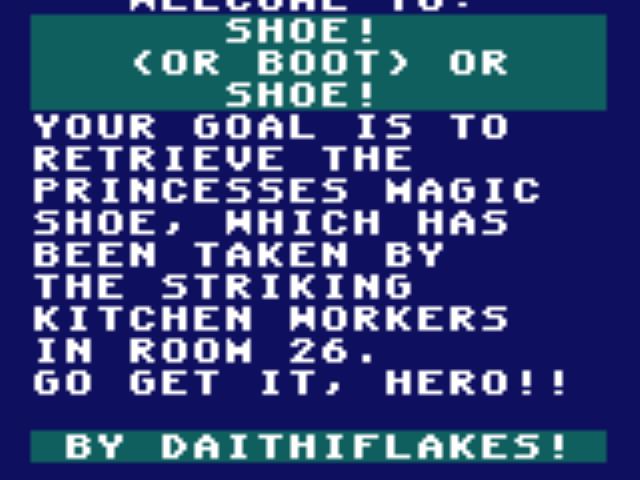 WELCOME TO:
SHOE!
(OR BOOT) OR
SHOE!
YOUR GOAL IS TO
RETRIEVE THE
PRINCESSES MAGIC
SHOE, WHICH HAS
BEEN TAKEN BY
THE STRIKING
KITCHEN WORKERS
IN ROOM 26.
GO GET IT, HERO!!
BY DAITHIFLAKES!